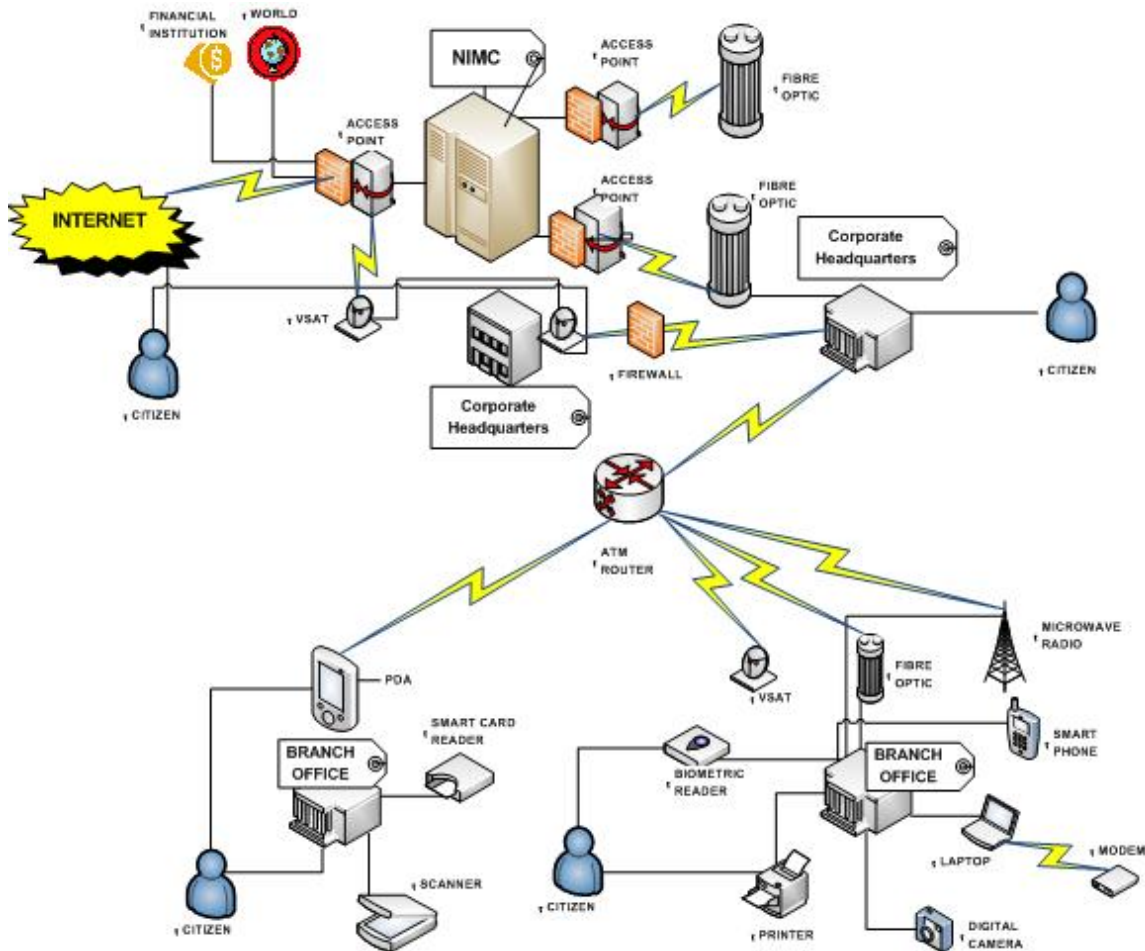 FINANCIAL
INSTITUTION
WORLD
NIMC
ACCESS
POINT
FIBRE
OPTIC
ACCESS
POINT
INTERNET
ACCESS
POINT
FIBRE
OPTIC
Corporate
Headquarters
VSAT
FIREWALL
CITIZEN
CITIZEN
Corporate
Headquarters
ATM
ROUTER
MICROWAVE
RADIO
PDA
VSAT
FIBRE
OPTIC
SMART CARD
READER
SMART
PHONE
BRANCH
OFFICE
BIOMETRIC
READER
BRANCH
OFFICE
LAPTOP
MODEM
SCANNER
CITIZEN
CITIZEN
PRINTER
DIGITAL
CAMERA